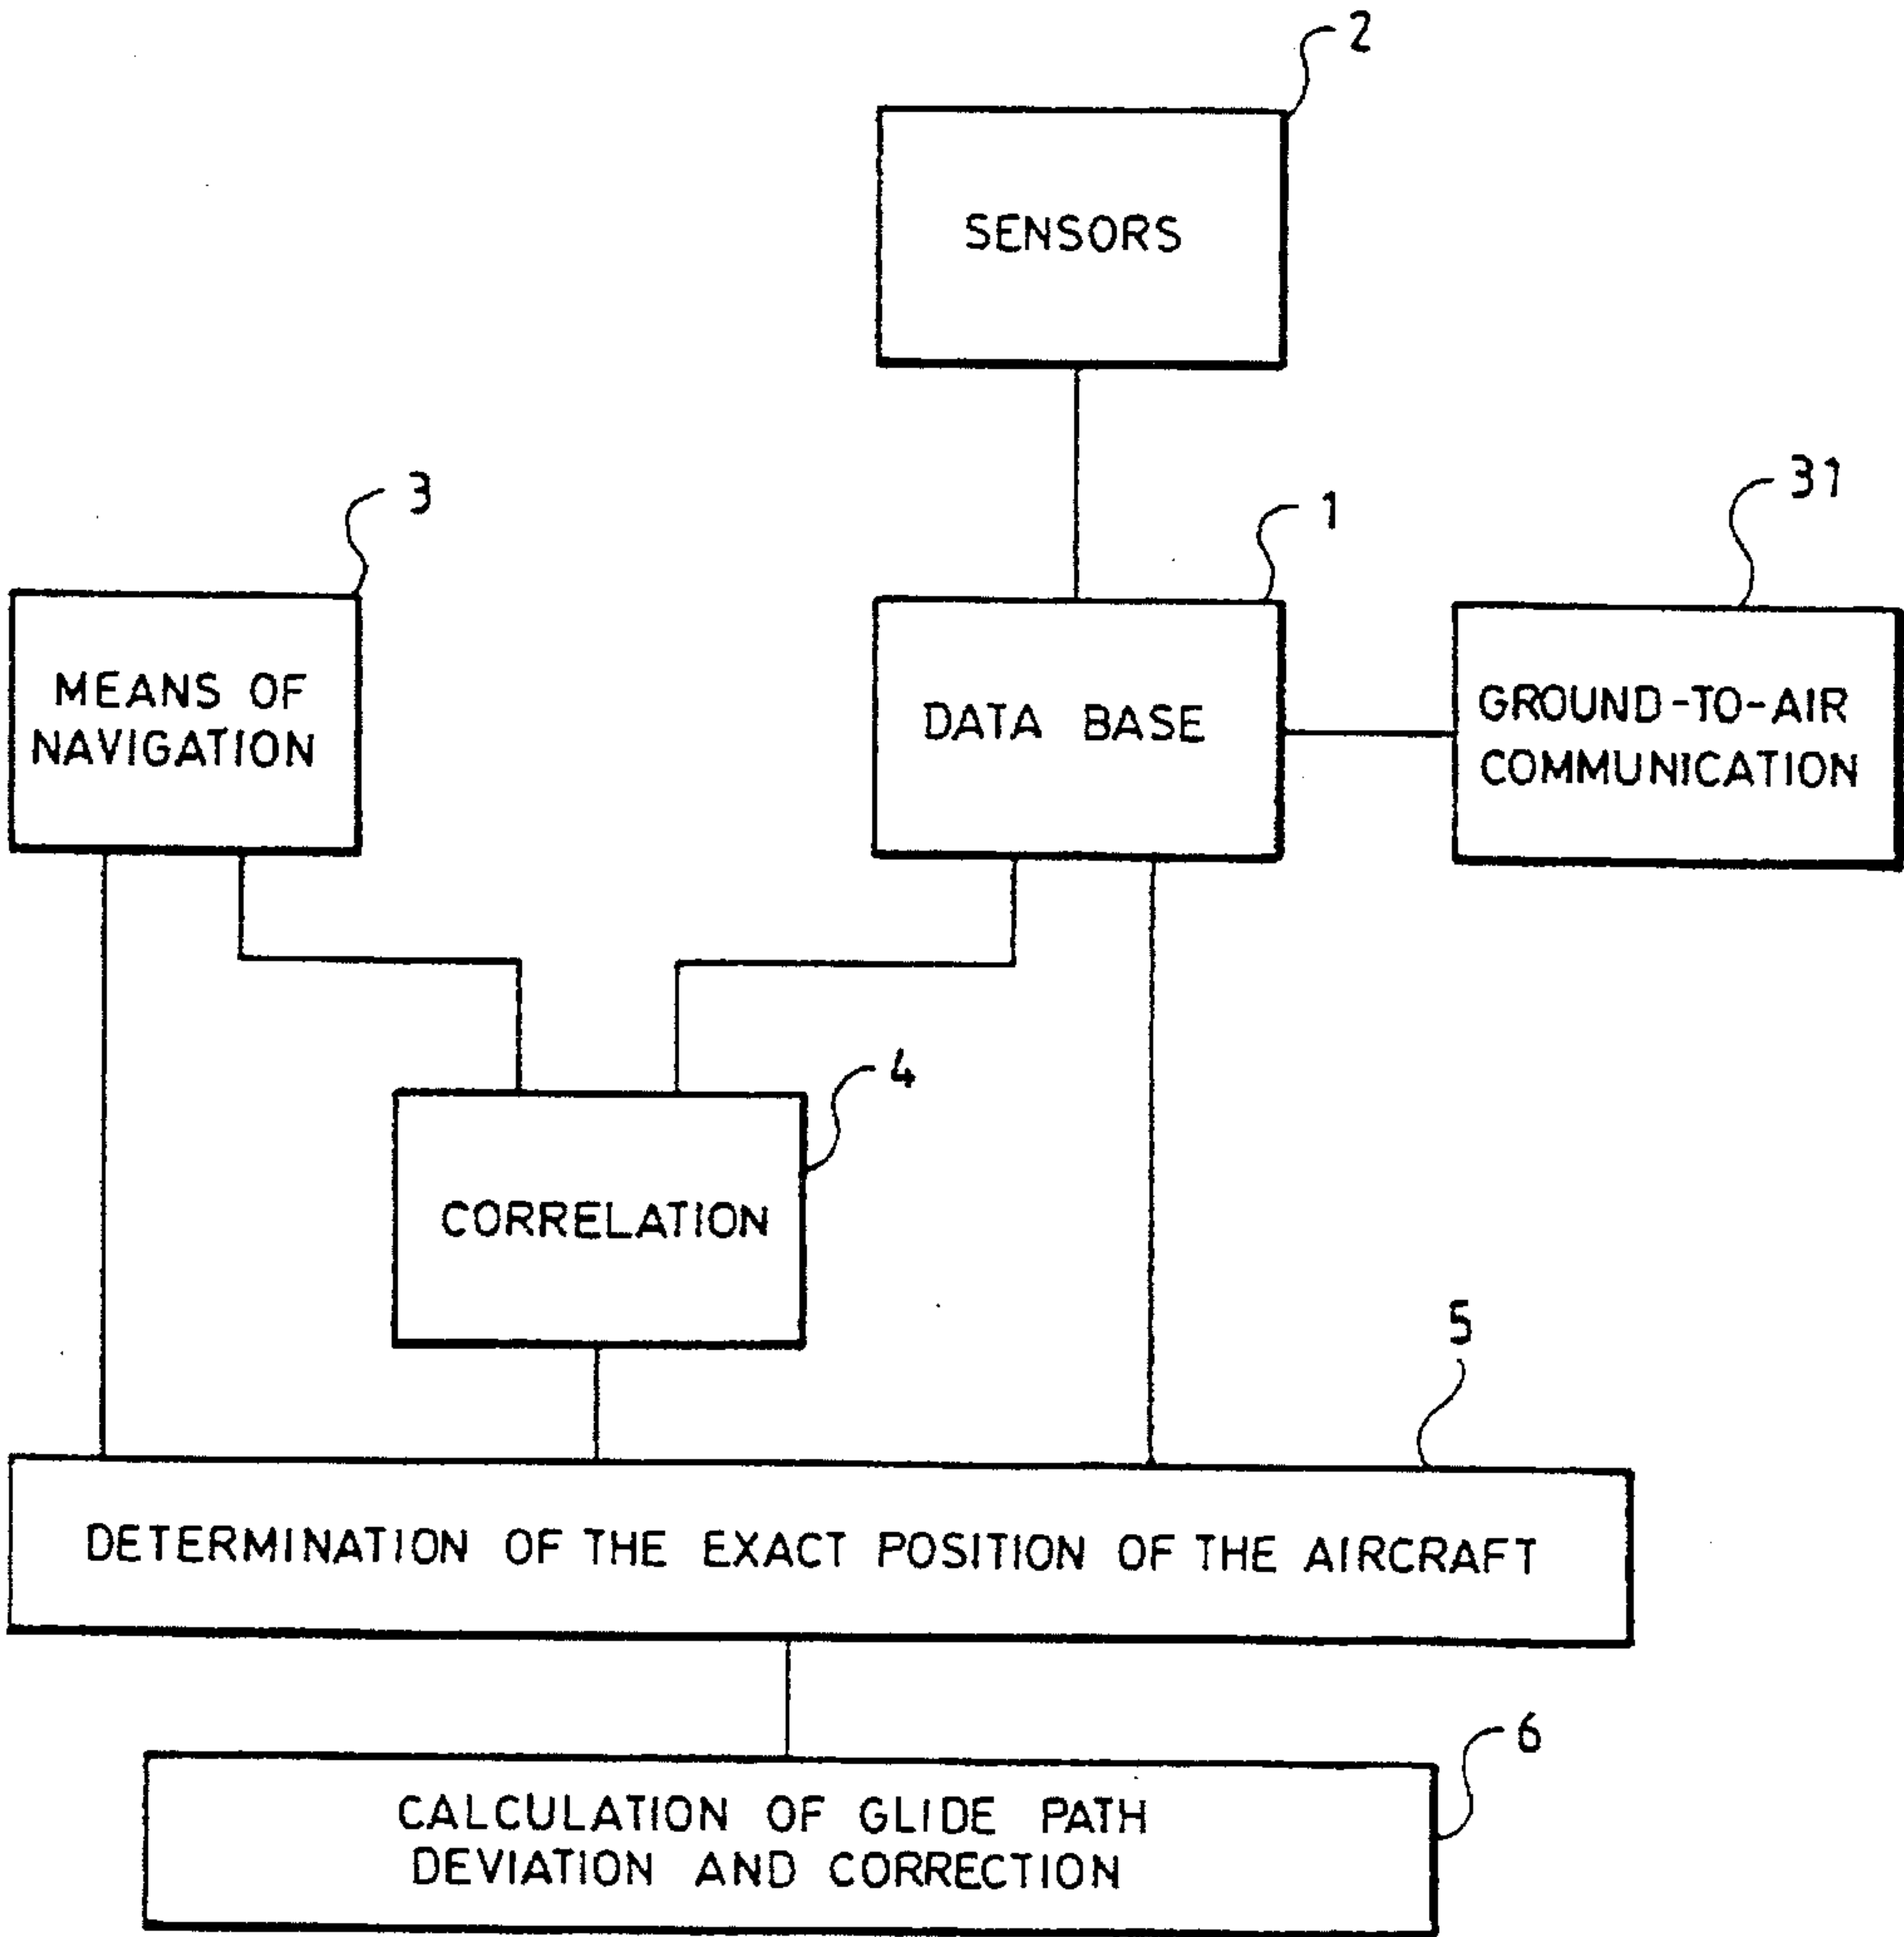 2
SENSORS
3
1
31
MEANS OF
NAVIGATION
DATA BASE
GROUND-TO-AIR
COMMUNICATION
4
CORRELATION
5
DETERMINATION OF THE EXACT POSITION OF THE AIRCRAFT
6
CALCULATION OF GLIDE PATH
DEVIATION AND CORRECTION